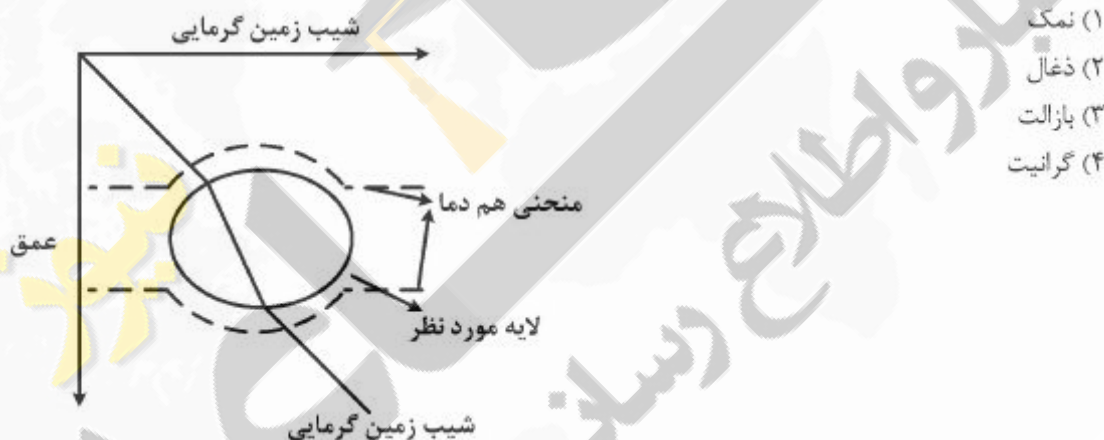 ۱) نمک
۲) ذغال
۳) بازالت
۴) گرانیت
شیب زمین گرمایی
منحنی هم دما
عمق
لایه مورد نظر
شیب زمین گرمایی